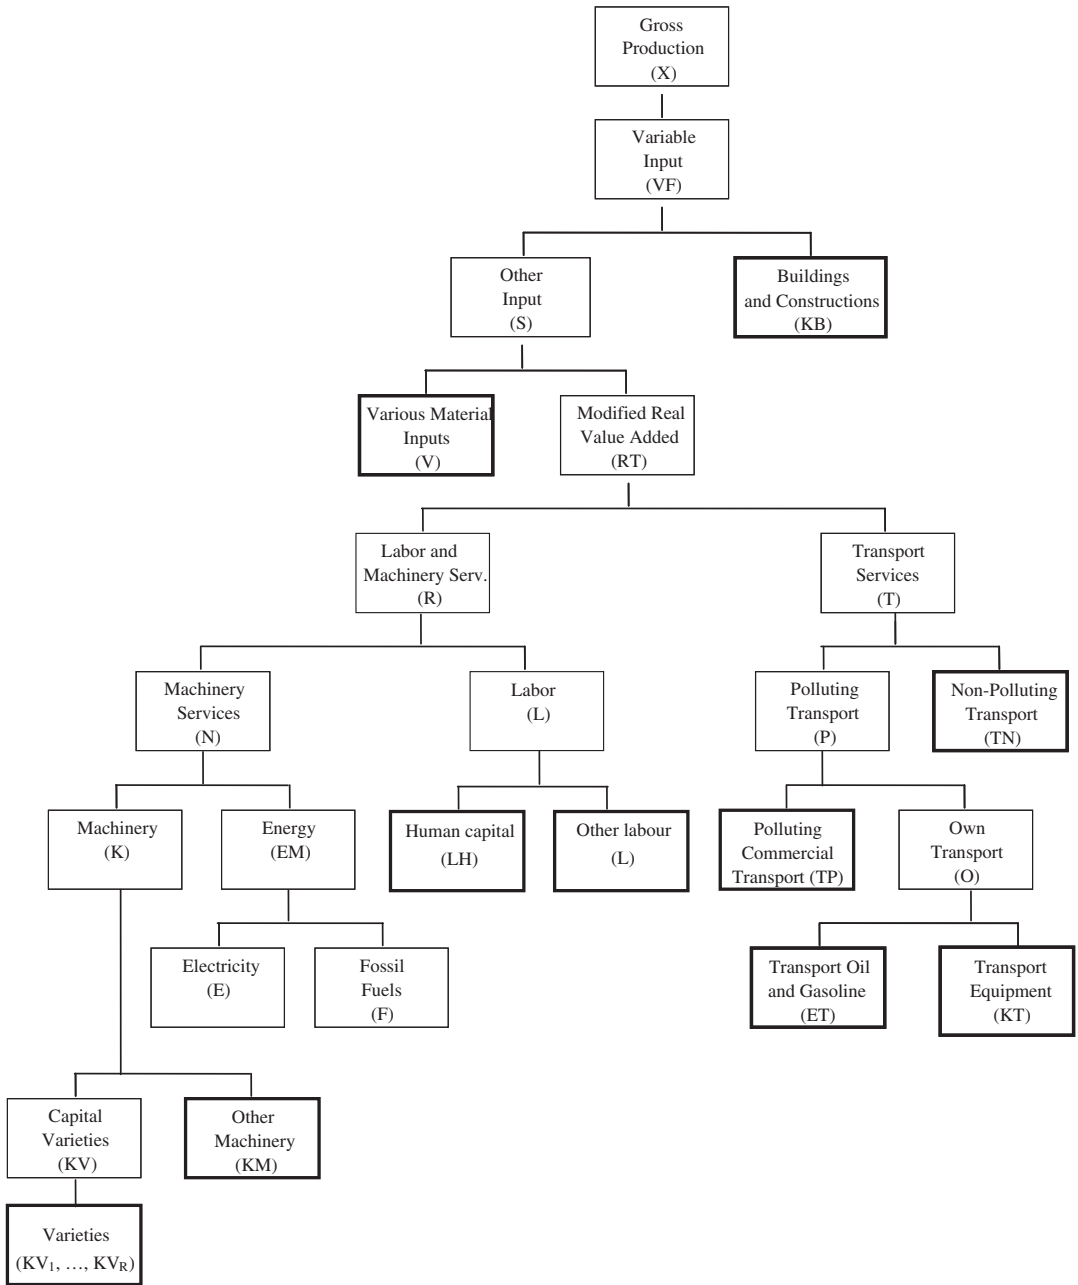 Gross
Production
(X)
Variable
Input
(VF)
Other
Input
(S)
Buildings
and Constructions
(KB)
Various Material
Inputs
(V)
Modified Real
Value Added
(RT)
Labor and
Machinery Serv.
(R)
Transport
Services
(T)
Machinery
Services
(N)
Labor
(L)
Polluting
Transport
(P)
Non-Polluting
Transport
(TN)
Machinery
(K)
Energy
(EM)
Human capital
(LH)
Other labour
(L)
Polluting
Commercial
Transport (TP)
Own
Transport
(O)
Electricity
(E)
Fossil
Fuels
(F)
Transport Oil
and Gasoline
(ET)
Transport
Equipment
(KT)
Capital
Varieties
(KV)
Other
Machinery
(KM)
Varieties
(KV₁, …, KV_R)